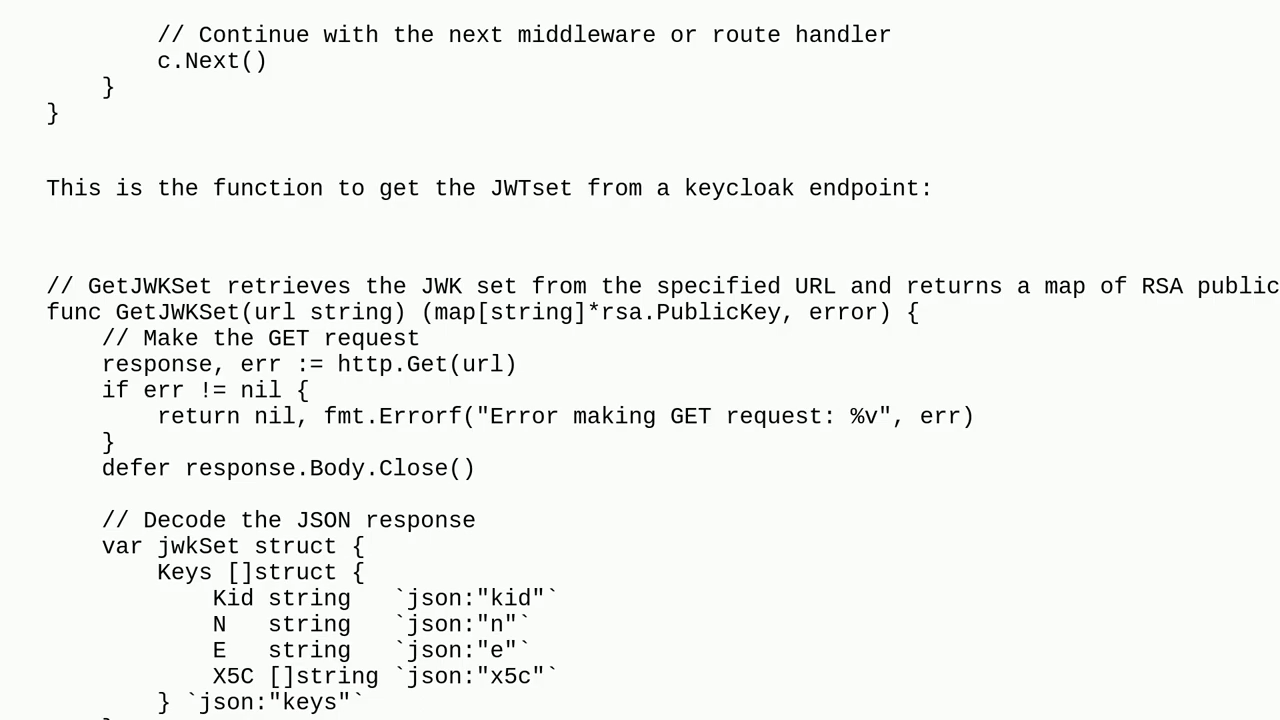 // Continue with the next middleware or route handler
        c.Next()
    }
}
This is the function to get the JWTset from a keycloak endpoint:
// GetJWKSet retrieves the JWK set from the specified URL and returns a map of RSA public
func GetJWKSet(url string) (map[string]*rsa.PublicKey, error) {
    // Make the GET request
    response, err := http.Get(url)
    if err != nil {
        return nil, fmt.Errorf("Error making GET request: %v", err)
    }
    defer response.Body.Close()
    // Decode the JSON response
    var jwkSet struct {
        Keys []struct {
            Kid string   `json:"kid"`
            N   string   `json:"n"`
            E   string   `json:"e"`
            X5C []string `json:"x5c"`
        } `json:"keys"`